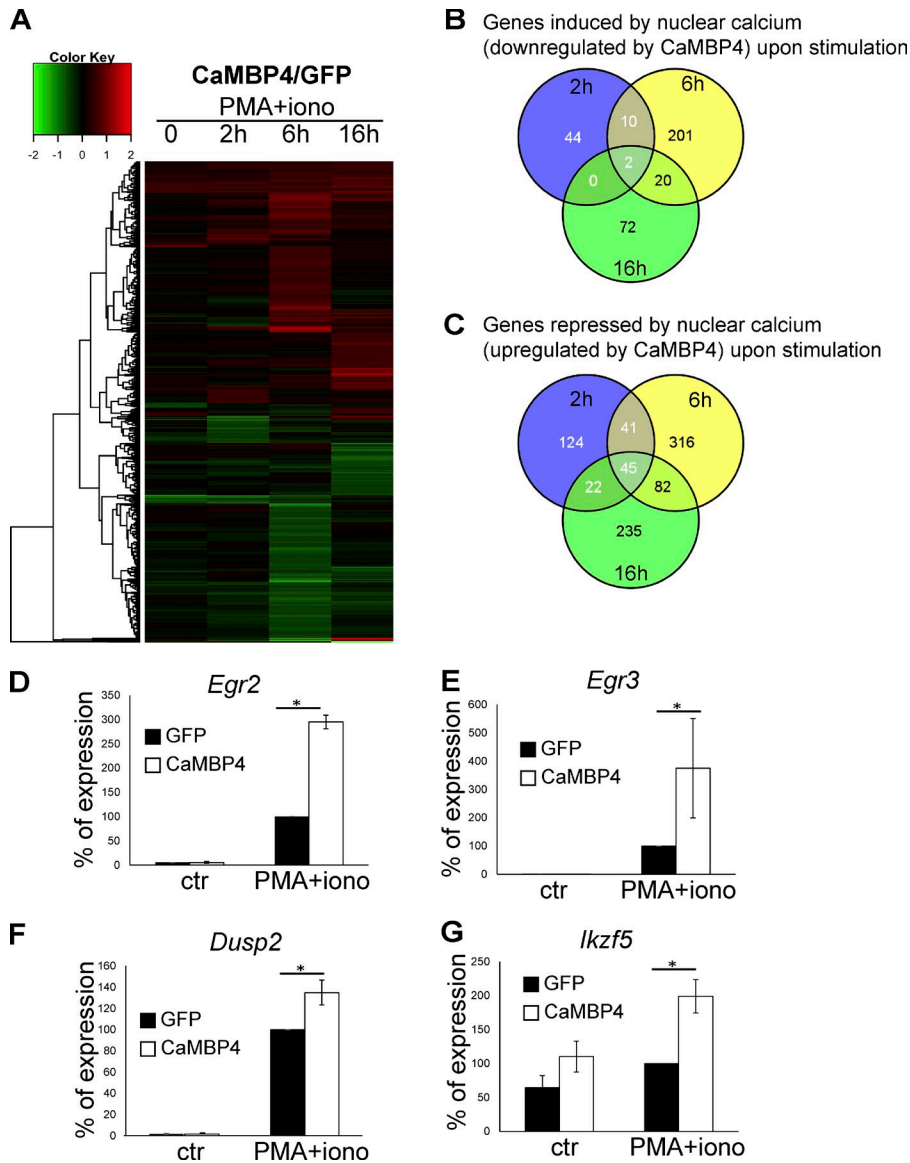 A
Color Key
-2 -1 0 1 2
CaMBP4/GFP
PMA+iono
0 2h 6h 16h
B Genes induced by nuclear calcium
(downregulated by CaMBP4) upon stimulation
2h 6h
10
44 201
2
0 20
72
16h
C Genes repressed by nuclear calcium
(upregulated by CaMBP4) upon stimulation
2h 6h
41
124 316
45
22 82
235
16h
D Egr2
% of expression
350
300
250
200
150
100
50
0
GFP
CaMBP4
*
ctr PMA+iono
E Egr3
% of expression
600
500
400
300
200
100
0
GFP
CaMBP4
*
ctr PMA+iono
F Dusp2
% of expression
160
140
120
100
80
60
40
20
0
GFP
CaMBP4
*
ctr PMA+iono
G Ikzf5
% of expression
250
200
150
100
50
0
GFP
CaMBP4
*
ctr PMA+iono